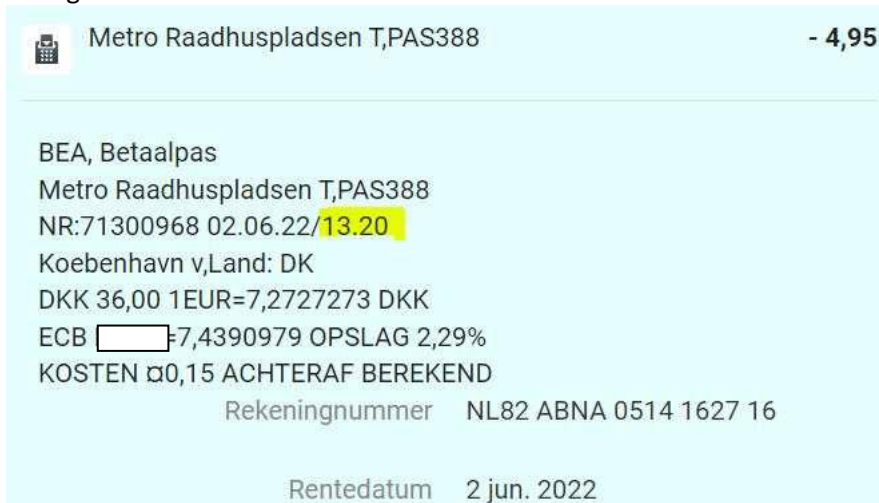 Metro Raadhuspladsen T,PAS388 - 4,95
BEA, Betaalpas
Metro Raadhuspladsen T,PAS388
NR:71300968 02.06.22/13.20
Koebenhavn v,Land: DK
DKK 36,00 1EUR=7,2727273 DKK
ECB =7,4390979 OPSLAG 2,29%
KOSTEN ¤0,15 ACHTERAF BEREKEND
Rekeningnummer NL82 ABNA 0514 1627 16
Rentedatum 2 jun. 2022